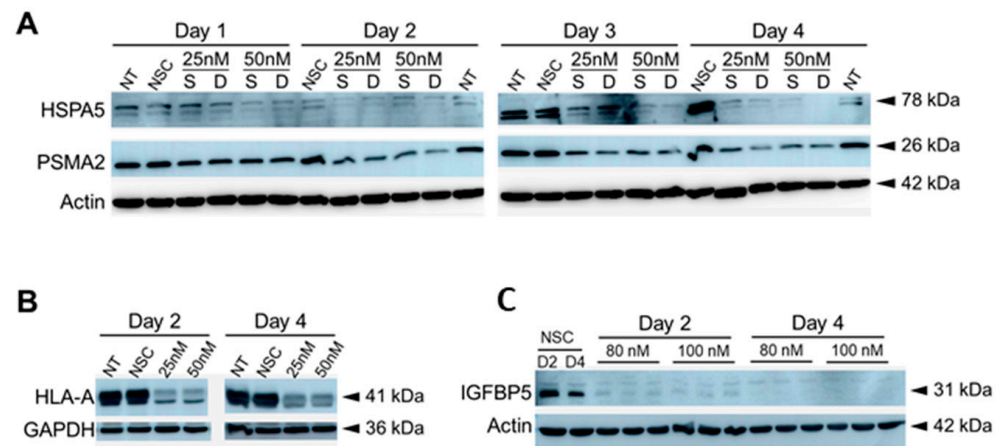 A
Day 1 Day 2 Day 3 Day 4
25nM 50nM 25nM 50nM 25nM 50nM 25nM 50nM
NT NSC S D S D NSC S D S D NT NT NSC S D S D NSC S D S D NT
HSPA5 78 kDa
PSMA2 26 kDa
Actin 42 kDa
B
Day 2 Day 4
NT NSC 25nM 50nM NT NSC 25nM 50nM
HLA-A 41 kDa
GAPDH 36 kDa
C
Day 2 Day 4
NSC
D2 D4 80 nM 100 nM 80 nM 100 nM
IGFBP5 31 kDa
Actin 42 kDa